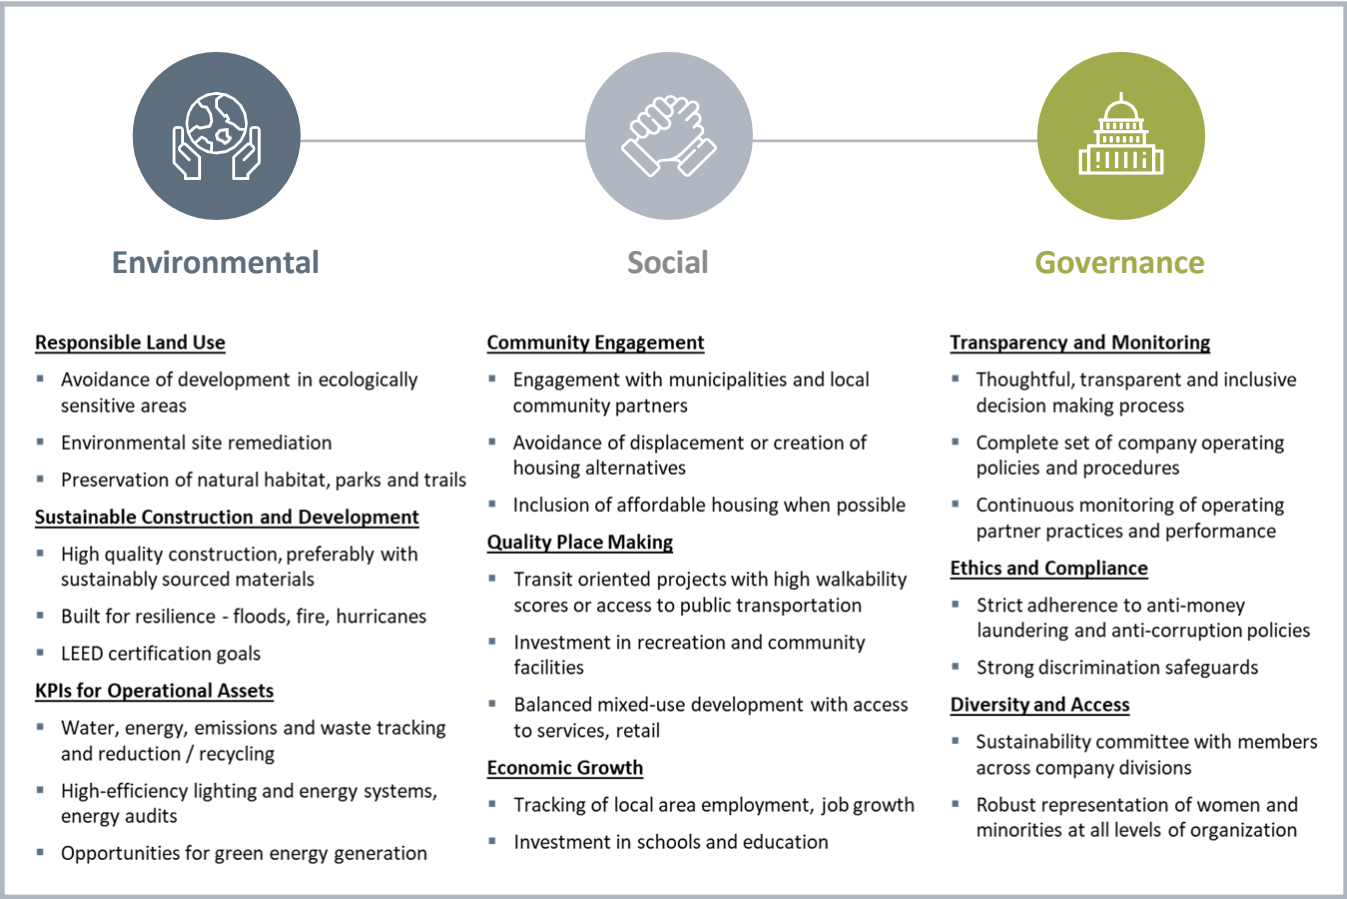 Environmental
Social
Governance
Responsible Land Use
Avoidance of development in ecologically
sensitive areas
Environmental site remediation
Preservation of natural habitat, parks and trails
Sustainable Construction and Development
High quality construction, preferably with
sustainably sourced materials
Built for resilience - floods, fire, hurricanes
LEED certification goals
KPIs for Operational Assets
Water, energy, emissions and waste tracking
and reduction / recycling
High-efficiency lighting and energy systems,
energy audits
Opportunities for green energy generation
Community Engagement
Engagement with municipalities and local
community partners
Avoidance of displacement or creation of
housing alternatives
Inclusion of affordable housing when possible
Quality Place Making
Transit oriented projects with high walkability
scores or access to public transportation
Investment in recreation and community
facilities
Balanced mixed-use development with access
to services, retail
Economic Growth
Tracking of local area employment, job growth
Investment in schools and education
Transparency and Monitoring
Thoughtful, transparent and inclusive
decision making process
Complete set of company operating
policies and procedures
Continuous monitoring of operating
partner practices and performance
Ethics and Compliance
Strict adherence to anti-money
laundering and anti-corruption policies
Strong discrimination safeguards
Diversity and Access
Sustainability committee with members
across company divisions
Robust representation of women and
minorities at all levels of organization